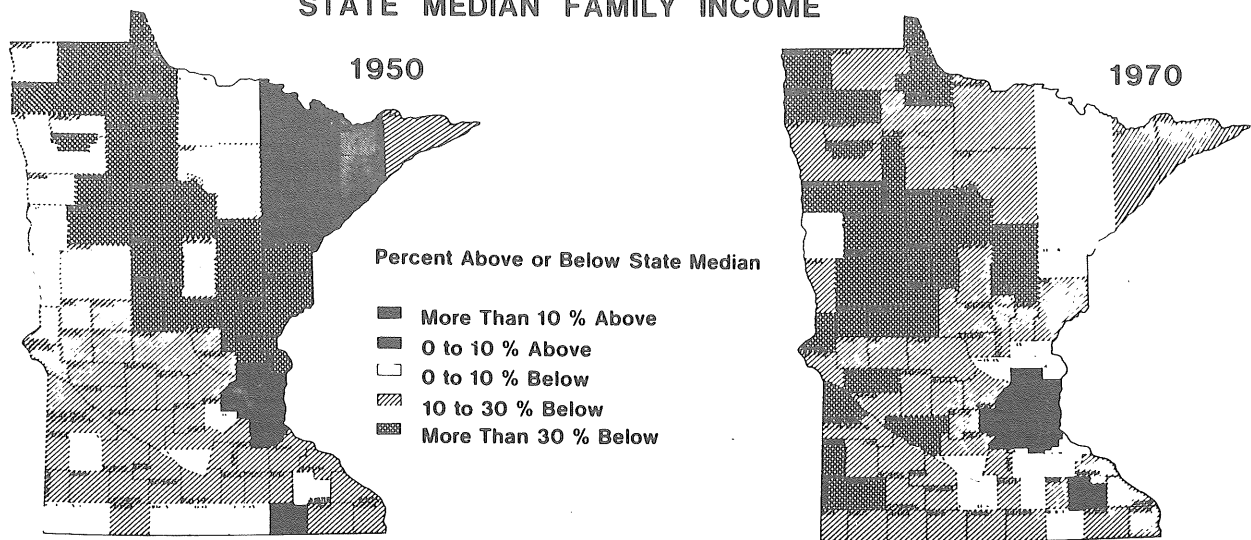 STATE MEDIAN FAMILY INCOME
1950
1970
Percent Above or Below State Median
More Than 10 % Above
0 to 10 % Above
0 to 10 % Below
10 to 30 % Below
More Than 30 % Below